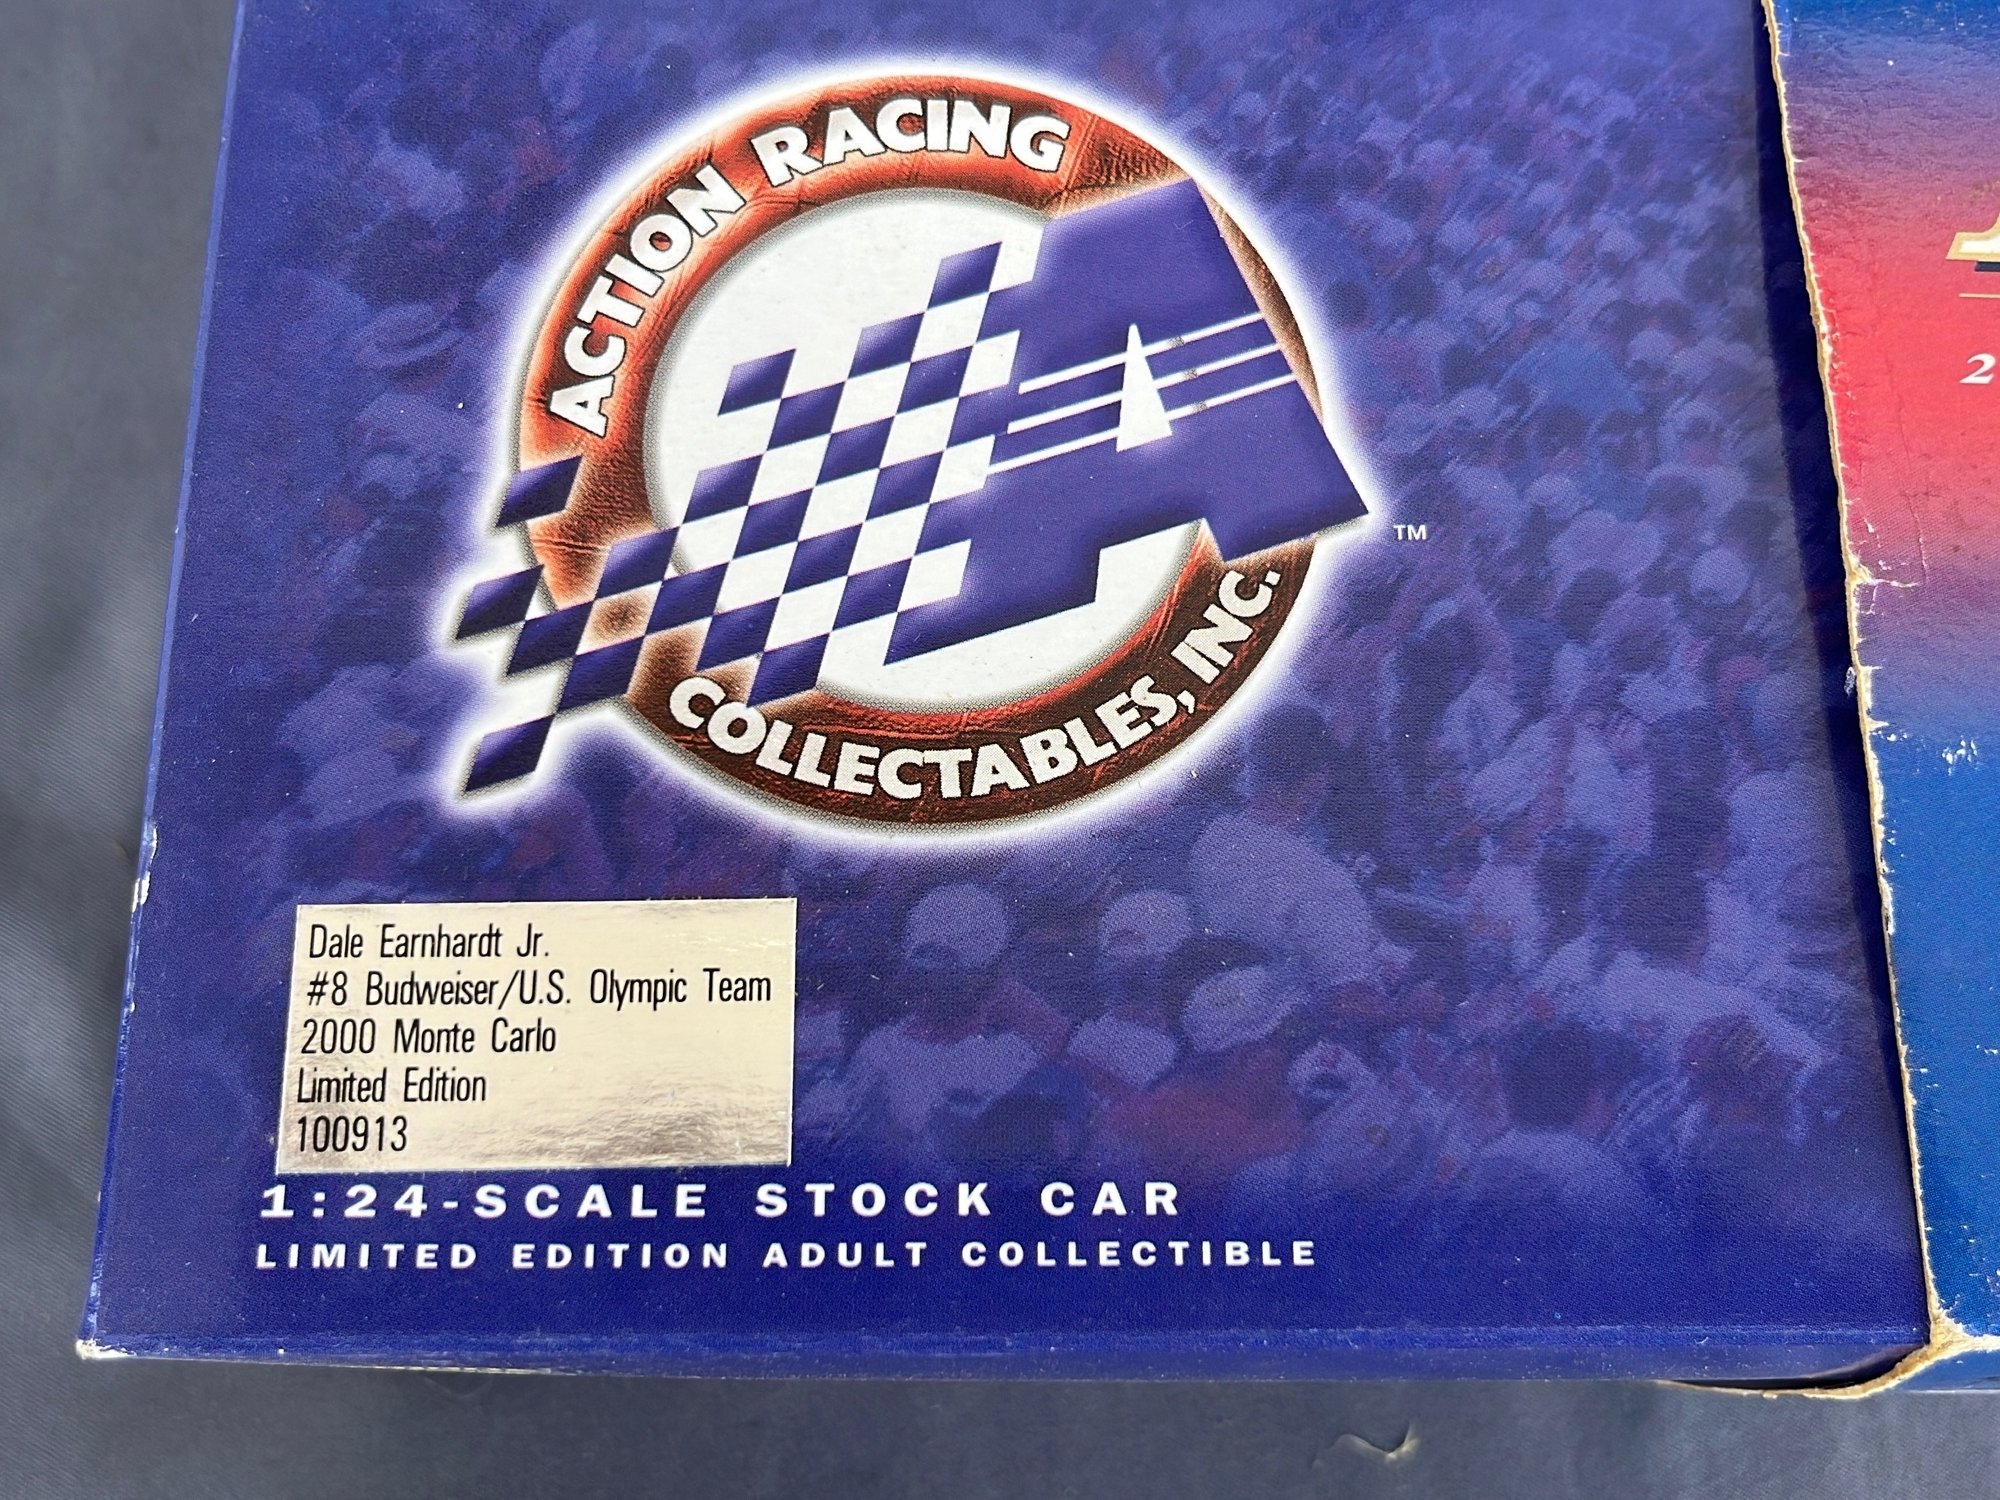 ACTION RACING
COLLECTABLES, INC.
TM
Dale Earnhardt Jr.
#8 Budweiser/U.S. Olympic Team
2000 Monte Carlo
Limited Edition
100913
1:24-SCALE STOCK CAR
LIMITED EDITION ADULT COLLECTIBLE
2